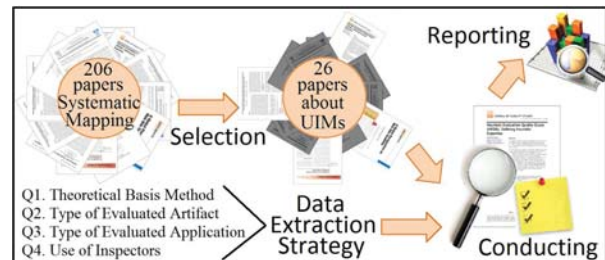 206
papers
Systematic
Mapping
Selection
26
papers
about
UIMs
Reporting
Q1. Theoretical Basis Method
Q2. Type of Evaluated Artifact
Q3. Type of Evaluated Application
Q4. Use of Inspectors
Data
Extraction
Strategy
Conducting